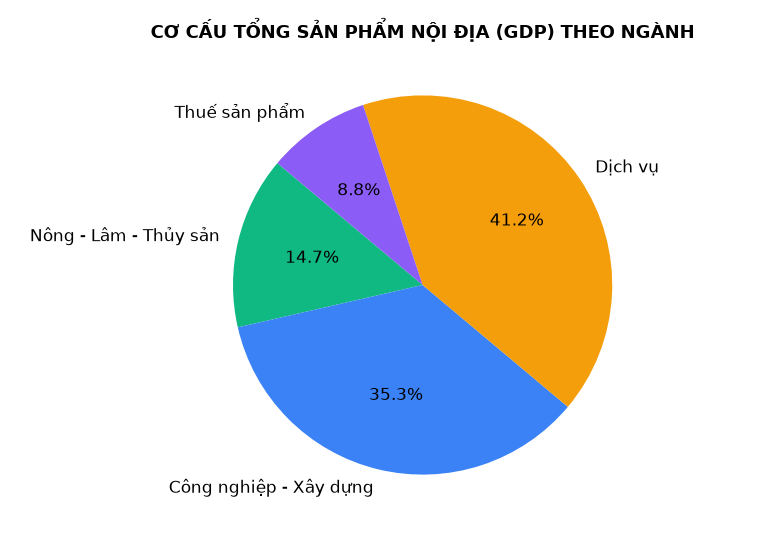 CƠ CẤU TỔNG SẢN PHẨM NỘI ĐỊA (GDP) THEO NGÀNH
Thuế sản phẩm
Dịch vụ
8.8%
41.2%
Nông - Lâm - Thủy sản
14.7%
35.3%
Công nghiệp - Xây dựng